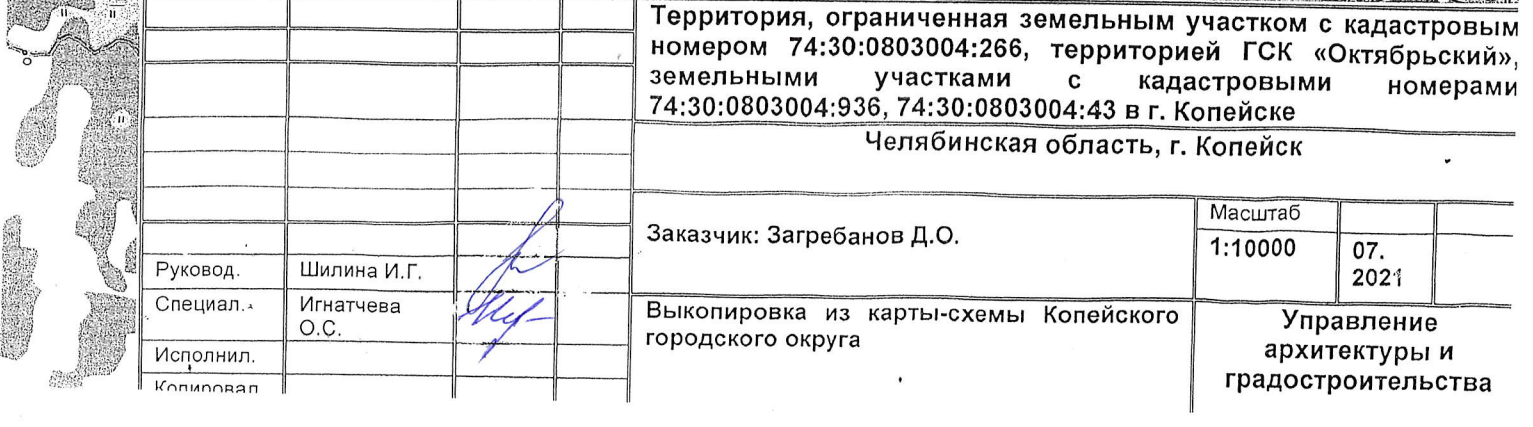 Территория, ограниченная земельным участком с кадастровым
номером 74:30:0803004:266, территорией ГСК «Октябрьский»,
земельными участками с кадастровыми номерами
74:30:0803004:936, 74:30:0803004:43 в г. Копейске
Челябинская область, г. Копейск
Заказчик: Загребанов Д.О.
Масштаб
1:10000
07.
2021
Руковод. Шилина И.Г.
Специал. Игнатчева
О.С.
Исполнил.
Копировал
Выкопировка из карты-схемы Копейского
городского округа
Управление
архитектуры и
градостроительства